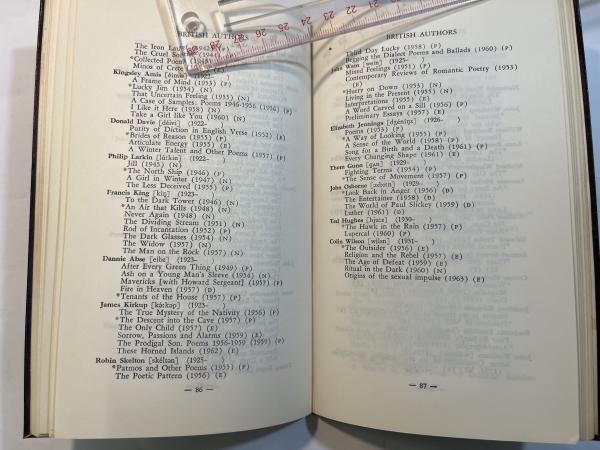 BRITISH AUTHORS
The Iron (1942) (P)
The Cruel (1944)
*Collected Poems (1945)
Minos of Crete
Kingsley Amis [éimis] (1922–
A Frame of Mind (1953) (P)
*Lucky Jim (1954) (N)
That Uncertain Feeling (1955) (N)
A Case of Samples: Poems 1946-1956 (1956) (P)
I Like it Here (1958) (N)
Take a Girl like You (1960) (N)
Donald Davie [déivi] (1922–
Purity of Diction in English Verse (1952) (E)
*Brides of Reason (1955) (P)
Articulate Energy (1955) (E)
A Winter Talent and Other Poems (1957) (P)
Philip Larkin [lá:kin] (1922–
Jill (1945) (N)
*The North Ship (1946) (P)
A Girl in Winter (1947) (N)
The Less Deceived (1955) (P)
Francis King [kiŋ] (1923–
To the Dark Tower (1946) (N)
*An Air that Kills (1948) (N)
Never Again (1948) (N)
The Dividing Stream (1951) (N)
Rod of Incantation (1952) (P)
The Dark Glasses (1954) (N)
The Widow (1957) (N)
The Man on the Rock (1957) (N)
Dannie Abse (1923–
After Every Green Thing (1949) (P)
Ash on a Young Man's Sleeve (1954) (N)
Mavericks [with Howard Sergeant] (1957) (P)
Fire in Heaven (1957) (D)
*Tenants of the House (1957) (P)
James Kirkup [kə́:kəp] (1923– )
The True Mystery of the Nativity (1956) (P)
*The Descent into the Cave (1957) (P)
The Only Child (1957) (E)
Sorrow, Passions and Alarms (1959) (E)
The Prodigal Son. Poems 1956-1959 (1959) (P)
These Horned Islands (1962) (E)
Robin Skelton [skéltən] (1925– )
*Patmos and Other Poems (1955) (P)
The Poetic Pattern (1956) (E)
— 86 —
BRITISH AUTHORS
Third Day Lucky (1958) (P)
Begging the Dialect Poems and Ballads (1960) (P)
John Wain [wein] (1925–
Mixed Feelings (1951) (P)
Contemporary Reviews of Romantic Poetry (1953)
(E)
*Hurry on Down (1953) (N)
Living in the Present (1955) (N)
Interpretations (1955) (E)
A Word Carved on a Sill (1956) (P)
Preliminary Essays (1957) (E)
Elizabeth Jennings [dʒéniŋz] (1926– )
Poems (1953) (P)
*A Way of Looking (1955) (P)
A Sense of the World (1958) (P)
Song for a Birth and a Death (1961) (P)
Every Changing Shape (1961) (E)
Thom Gunn [gʌn] (1929– )
Fighting Terms (1954) (P)
*The Sense of Movement (1957) (P)
John Osborne (1929– )
*Look Back in Anger (1956) (D)
The Entertainer (1958) (D)
The World of Paul Slickey (1959) (D)
Luther (1961) (D)
Ted Hughes [hju:z] (1930–
*The Hawk in the Rain (1957) (P)
Lupercal (1960) (P)
Colin Wilson [wilsn] (1931– )
*The Outsider (1956) (E)
Religion and the Rebel (1957) (E)
The Age of Defeat (1959) (E)
Ritual in the Dark (1960) (N)
Origins of the sexual impulse (1963) (E)
— 87 —